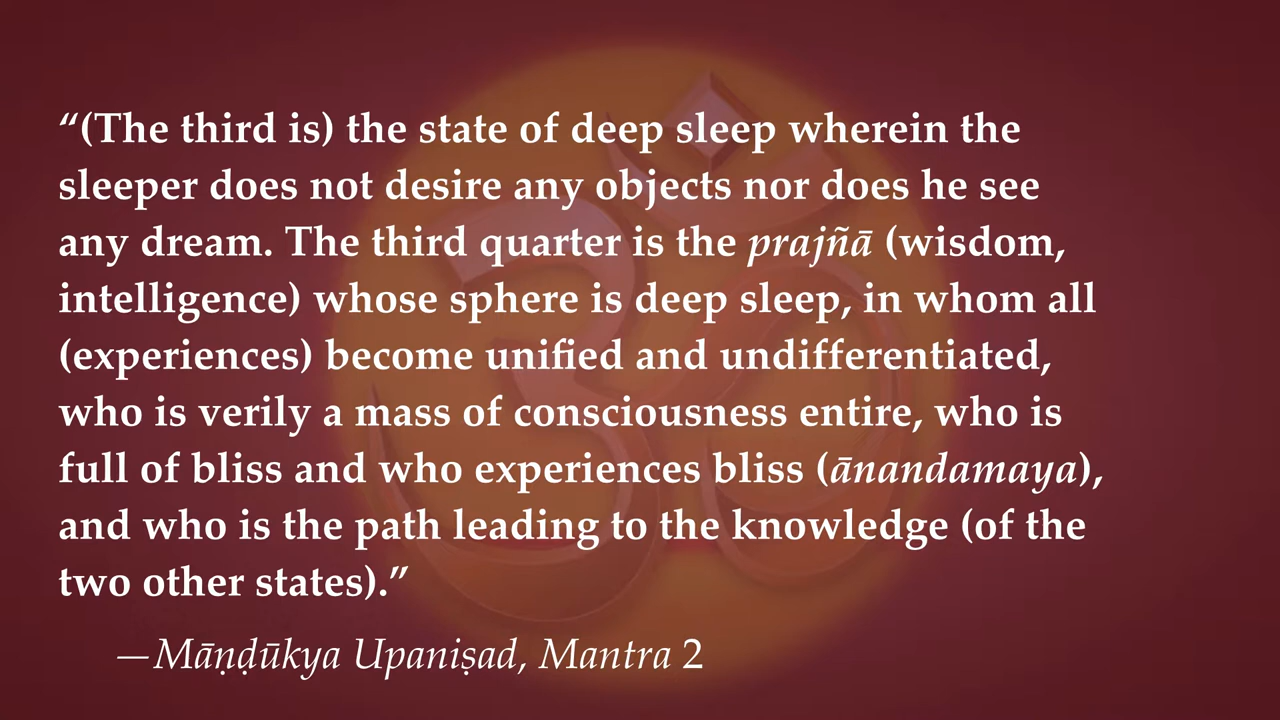 “(The third is) the state of deep sleep wherein the
sleeper does not desire any objects nor does he see
any dream. The third quarter is the prajñā (wisdom,
intelligence) whose sphere is deep sleep, in whom all
(experiences) become unified and undifferentiated,
who is verily a mass of consciousness entire, who is
full of bliss and who experiences bliss (ānandamaya),
and who is the path leading to the knowledge (of the
two other states).”
—Māṇḍūkya Upaniṣad, Mantra 2